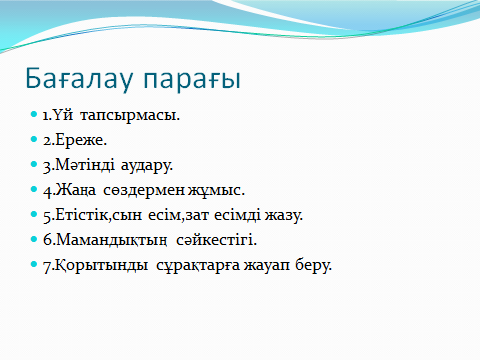 Бағалау парағы
1.Үй тапсырмасы.
2.Ереже.
3.Мәтінді аудару.
4.Жаңа сөздермен жұмыс.
5.Етістік,сын есім,зат есімді жазу.
6.Мамандықтың сәйкестігі.
7.Қорытынды сұрақтарға жауап беру.